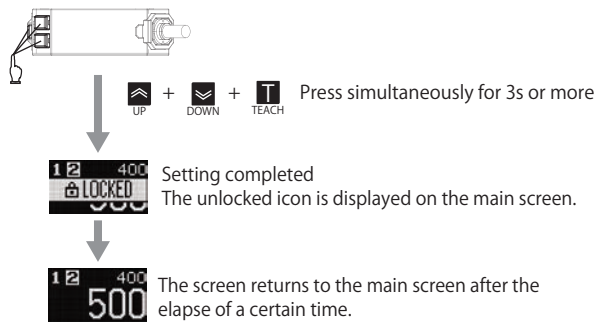 UP + DOWN + T TEACH Press simultaneously for 3s or more
1 2 400
LOCKED
Setting completed
The unlocked icon is displayed on the main screen.
1 2 400
500
The screen returns to the main screen after the
elapse of a certain time.